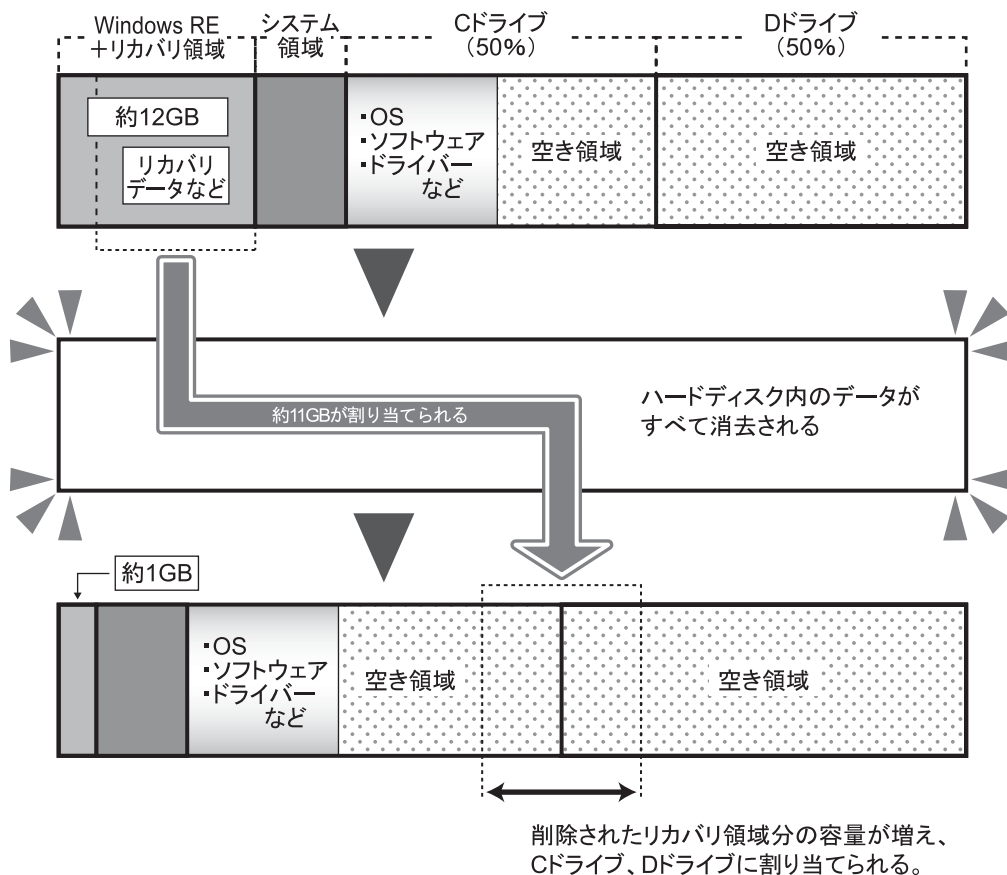 Windows RE
＋リカバリ領域
システム
領域
Cドライブ
（50%）
Dドライブ
（50%）
約12GB
リカバリ
データなど
▪OS
▪ソフトウェア
▪ドライバー
など
空き領域
空き領域
ハードディスク内のデータが
すべて消去される
約11GBが割り当てられる
約1GB
▪OS
▪ソフトウェア
▪ドライバー
など
空き領域
空き領域
削除されたリカバリ領域分の容量が増え、
Cドライブ、Dドライブに割り当てられる。